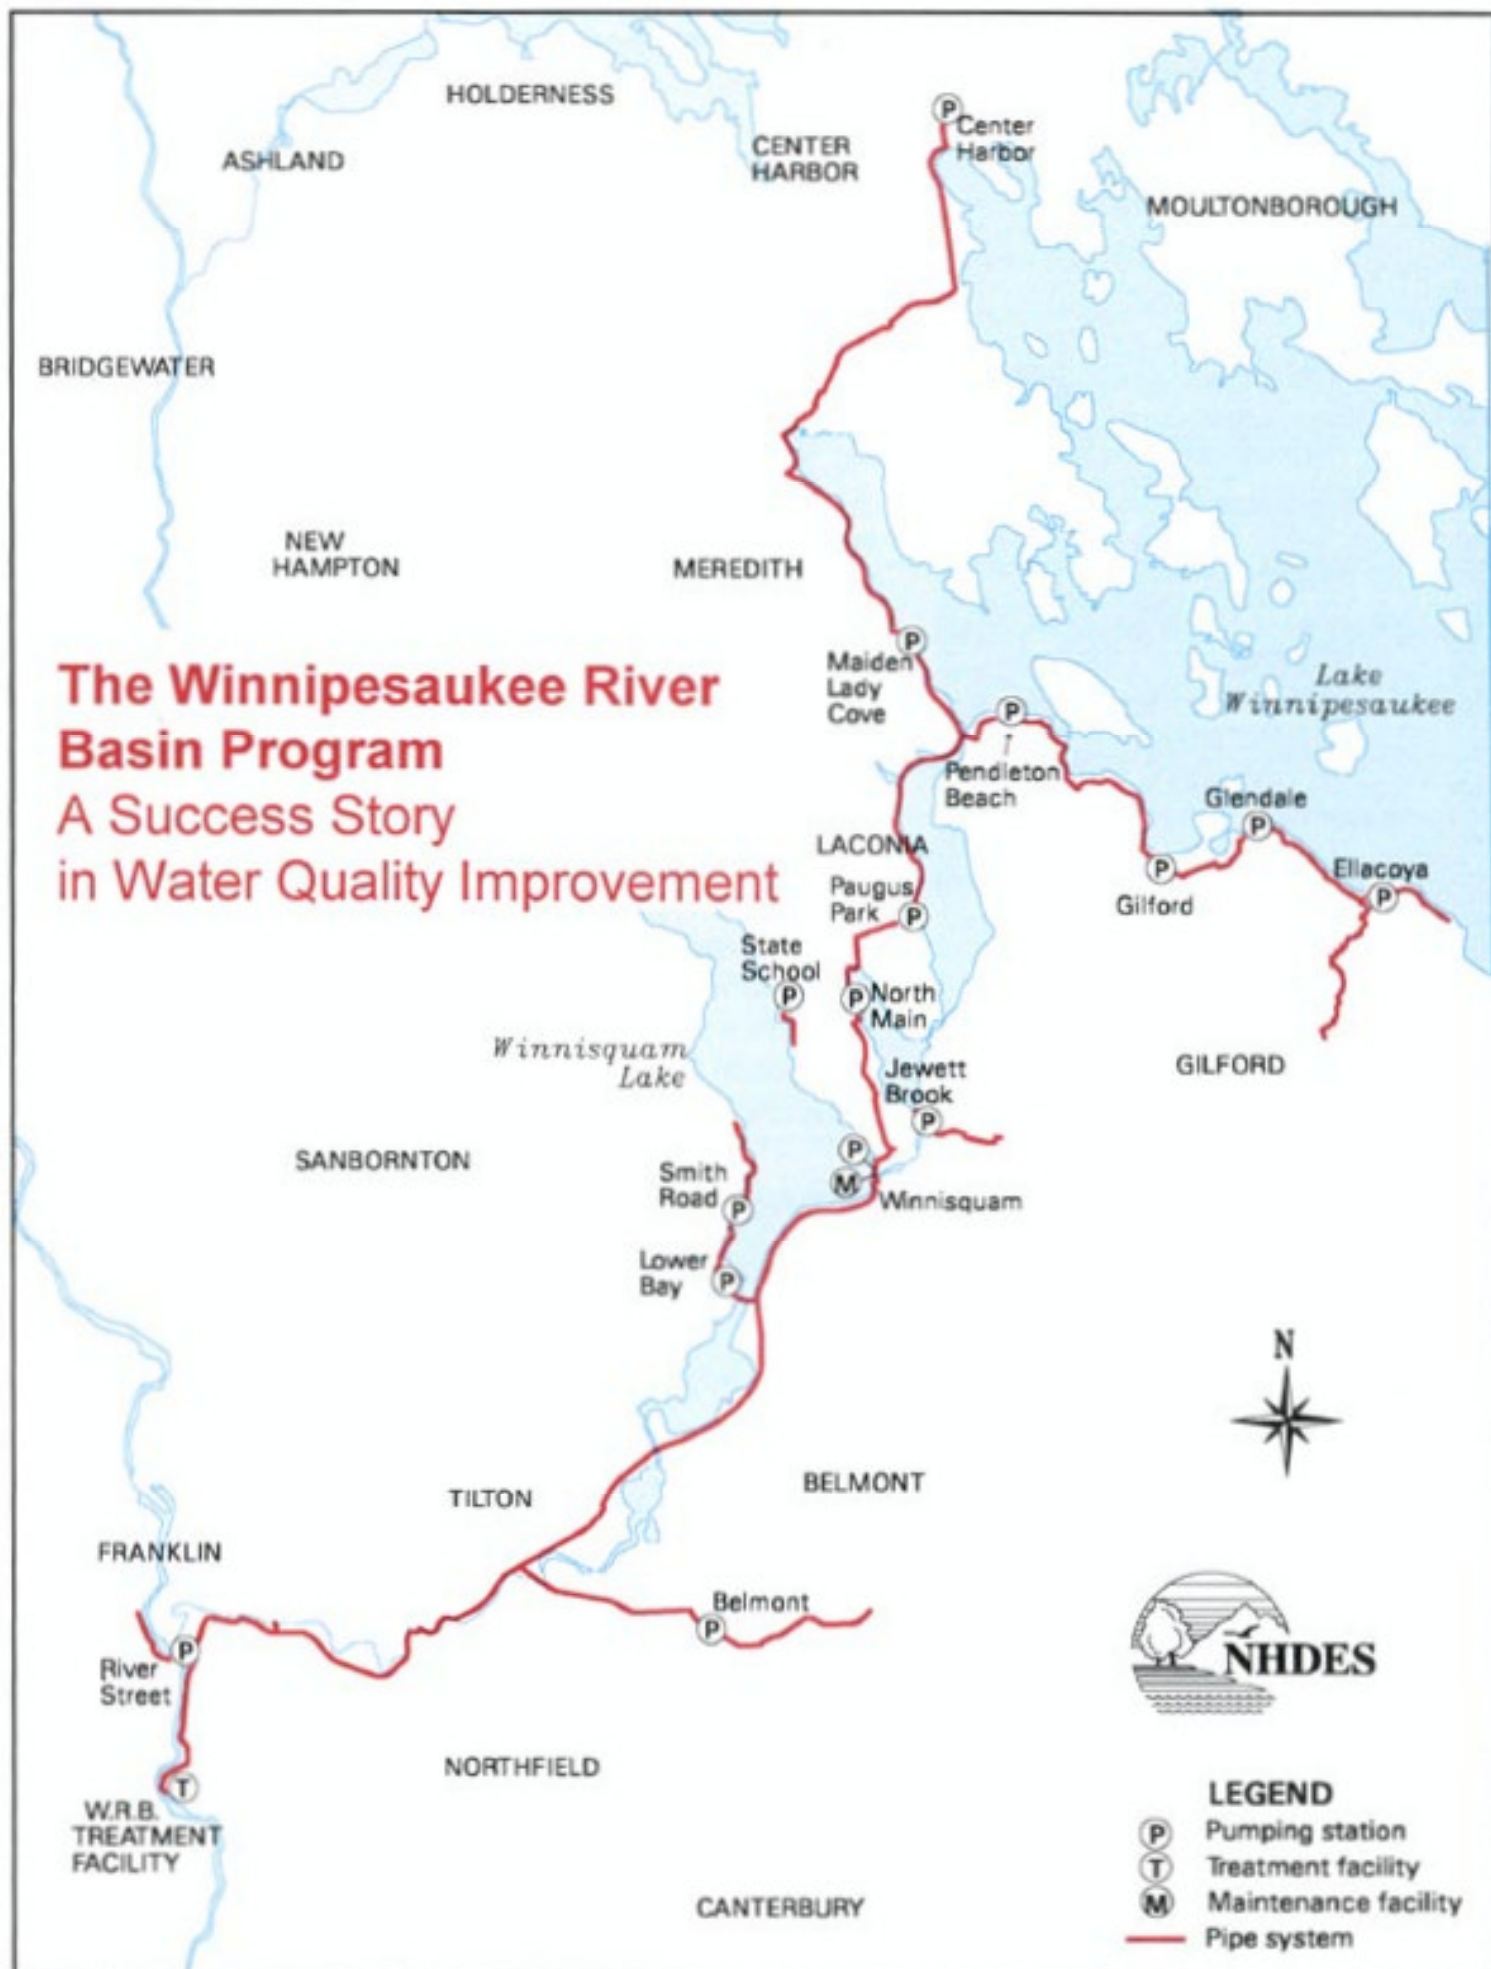 HOLDERNESS
ASHLAND
CENTER
HARBOR
P
Center
Harbor
MOULTONBOROUGH
BRIDGEWATER
NEW
HAMPTON
MEREDITH
P
Maiden
Lady
Cove
The Winnipesaukee River
Basin Program
A Success Story
in Water Quality Improvement
Lake
Winnipesaukee
P
Pendleton
Beach
Glendale
P
LACONIA
Paugus
Park
P
P
Gilford
Ellacoya
P
State
School
P
P
North
Main
Winnisquam
Lake
GILFORD
Jewett
Brook
P
SANBORNTON
Smith
Road
P
P
M
Winnisquam
Lower
Bay
P
N
TILTON
BELMONT
FRANKLIN
Belmont
P
River
Street
P
NHDES
NORTHFIELD
T
W.R.B.
TREATMENT
FACILITY
CANTERBURY
LEGEND
P Pumping station
T Treatment facility
M Maintenance facility
Pipe system